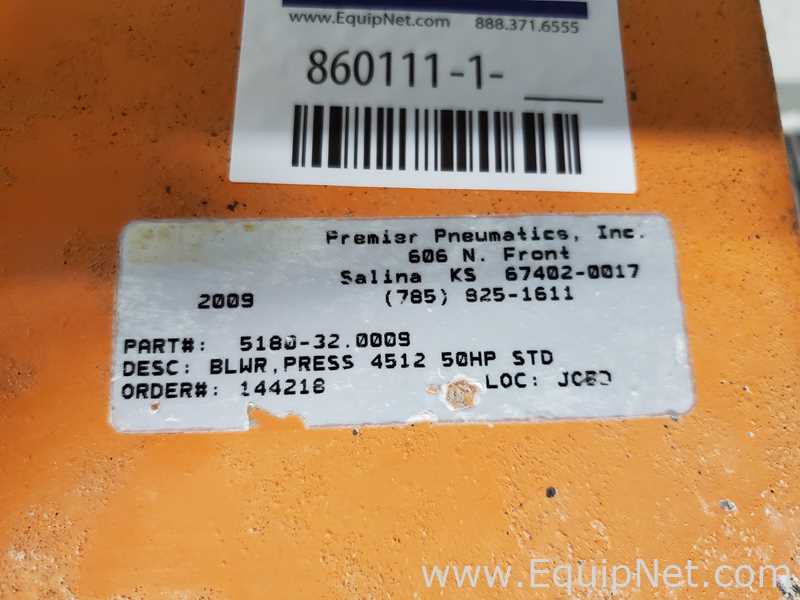 www.EquipNet.com 888.371.6555
860111-1-
Premier Pneumatics, Inc.
606 N. Front
Salina KS 67402-0017
2009 (785) 825-1611
PART#: 5180-32.0009
DESC: BLWR,PRESS 4512 50HP STD
ORDER#: 144218 LOC:
www.EquipNet.com